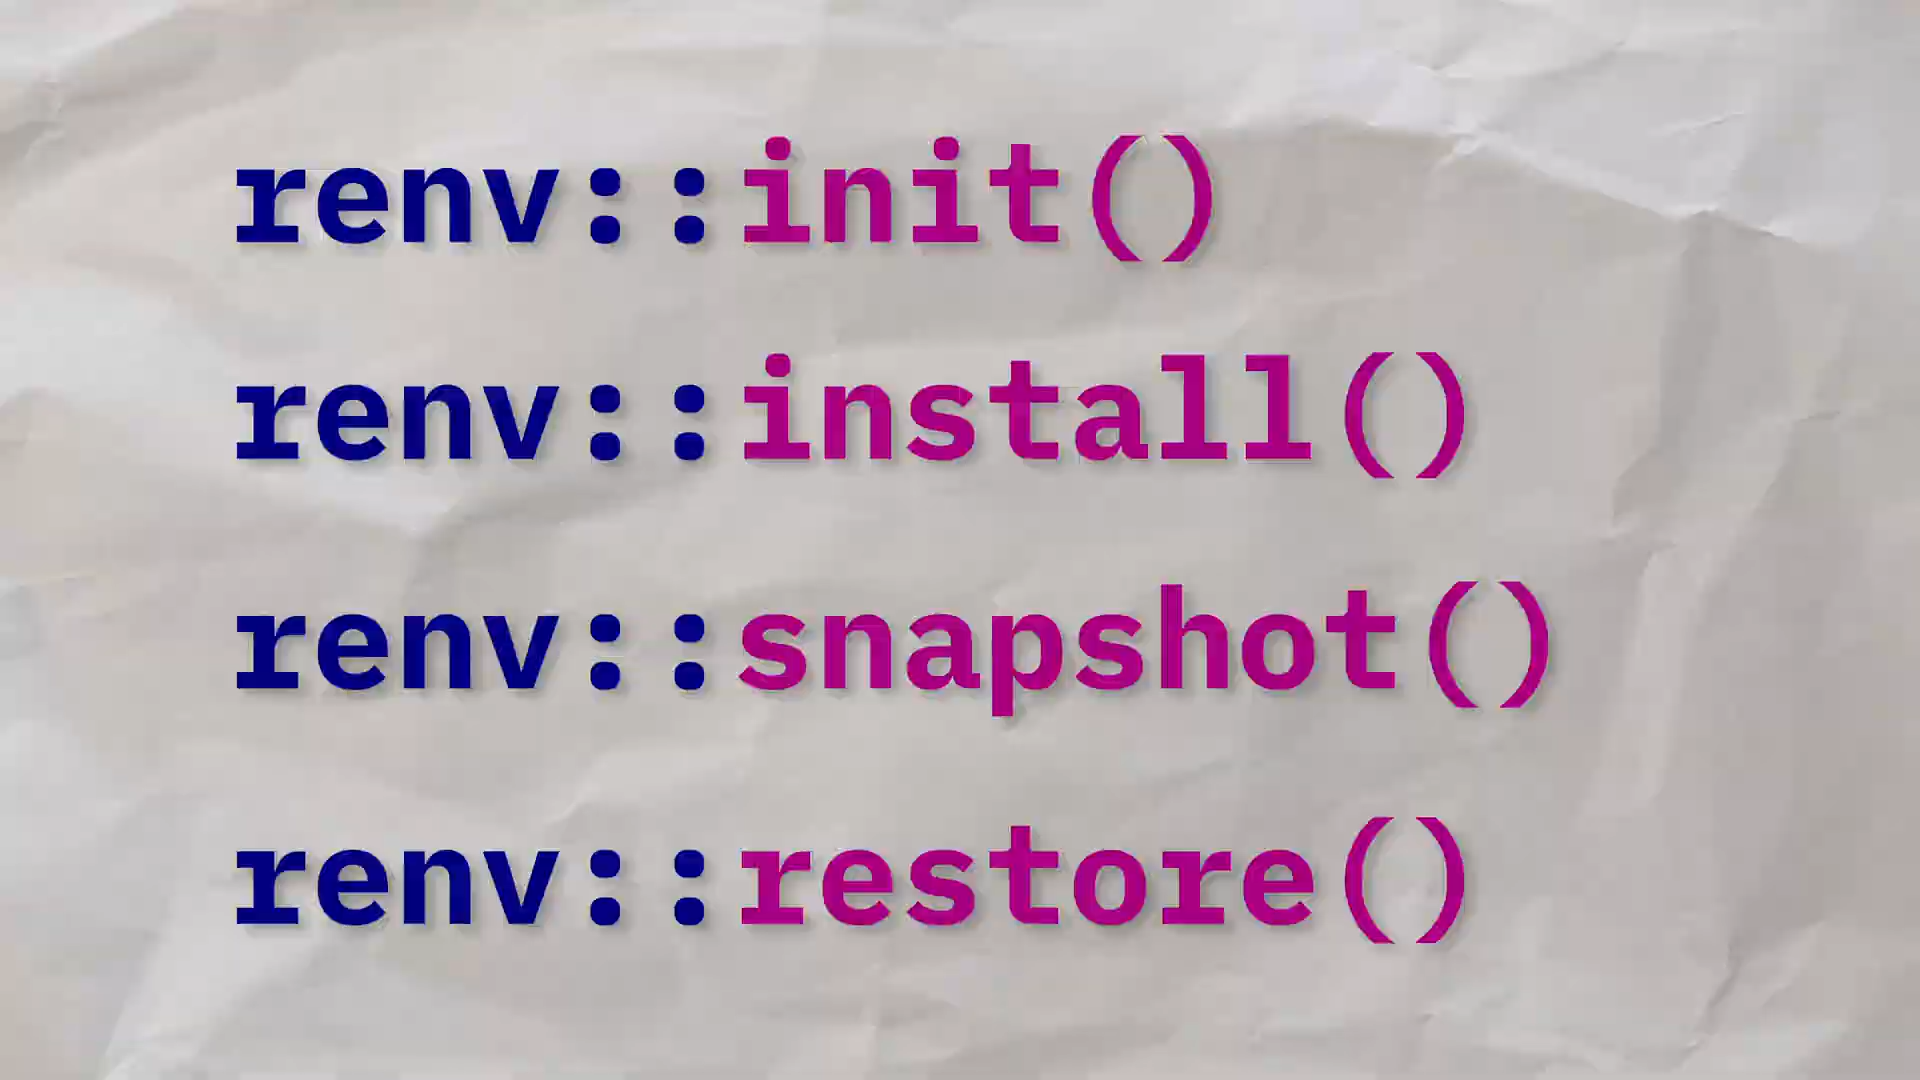 renv::init()
renv::install()
renv::snapshot()
renv::restore()